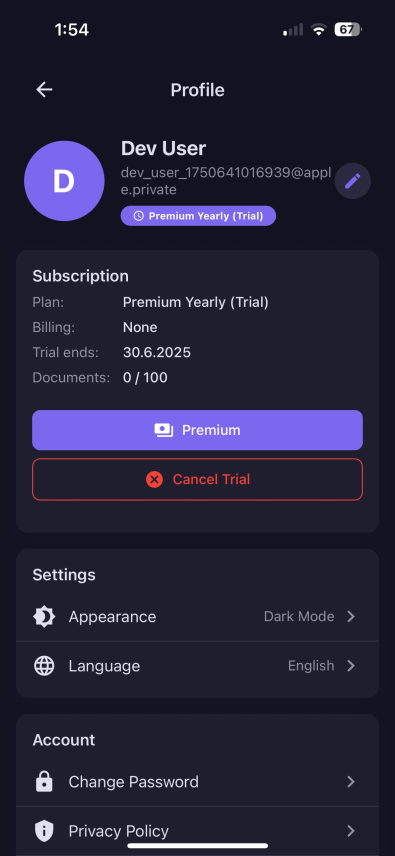 1:54
67
Profile
D
Dev User
dev_user_1750641016939@appl
e.private
Premium Yearly (Trial)
Subscription
Plan: Premium Yearly (Trial)
Billing: None
Trial ends: 30.6.2025
Documents: 0 / 100
Premium
Cancel Trial
Settings
Appearance Dark Mode
Language English
Account
Change Password
Privacy Policy